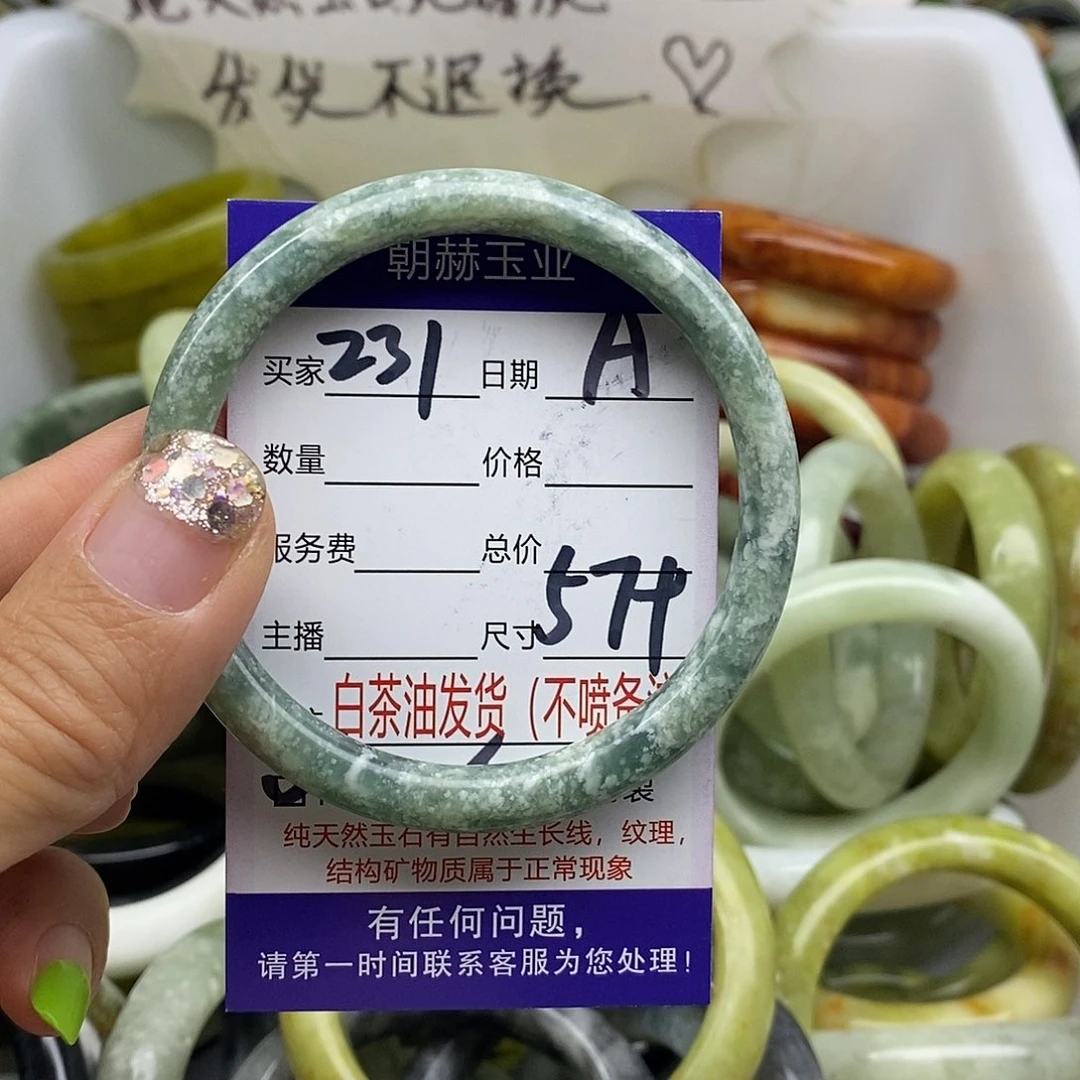 发货不退换
朝赫玉业
买家 231 日期 A
数量 价格
服务费 总价
主播 尺寸 57H
白茶油发货（不喷
纯天然玉石有自然生长线，纹理，
结构矿物质属于正常现象
有任何问题，
请第一时间联系客服为您处理！